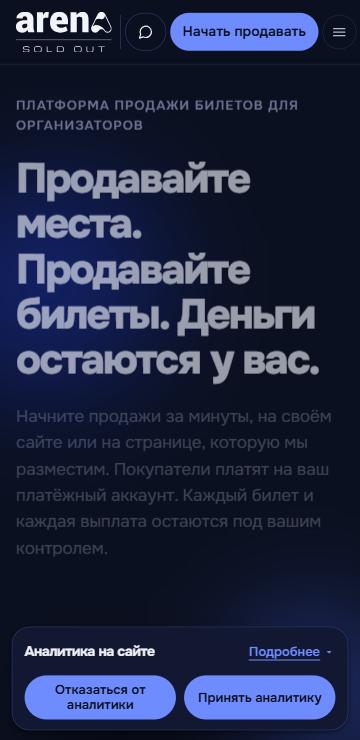 arena
SOLD OUT
Начать продавать
ПЛАТФОРМА ПРОДАЖИ БИЛЕТОВ ДЛЯ
ОРГАНИЗАТОРОВ
Продавайте
места.
Продавайте
билеты. Деньги
остаются у вас.
Начните продажи за минуты, на своём
сайте или на странице, которую мы
разместим. Покупатели платят на ваш
платёжный аккаунт. Каждый билет и
каждая выплата остаются под вашим
контролем.
Аналитика на сайте
Подробнее
Отказаться от
аналитики
Принять аналитику